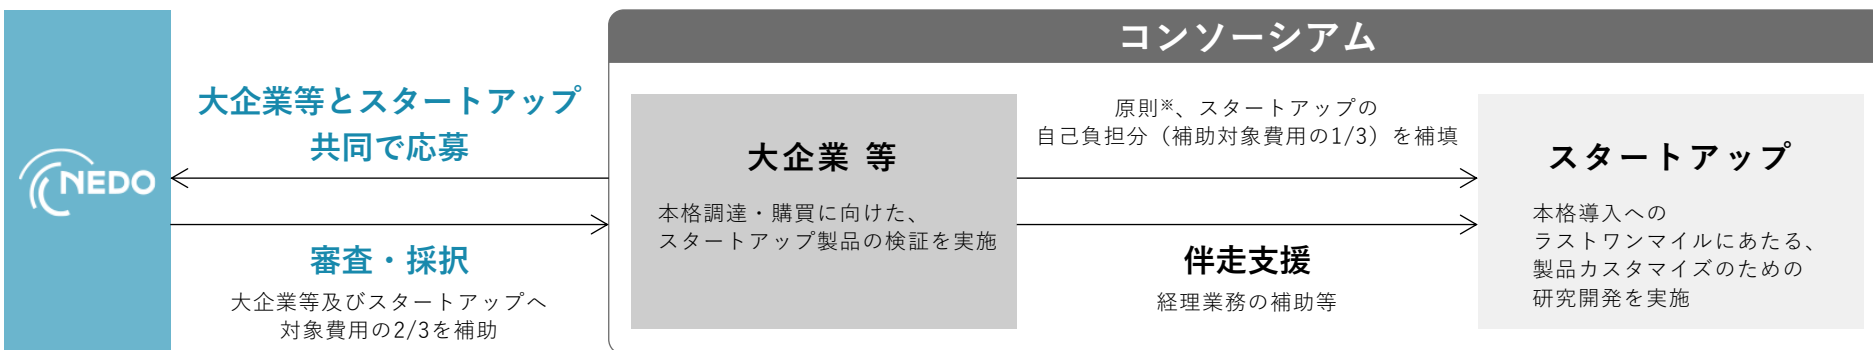 コンソーシアム
NEDO
大企業等とスタートアップ
共同で応募
審査・採択
大企業等及びスタートアップへ
対象費用の2/3を補助
大企業 等
本格調達・購買に向けた、
スタートアップ製品の検証を実施
原則※、スタートアップの
自己負担分（補助対象費用の1/3）を補填
伴走支援
経理業務の補助等
スタートアップ
本格導入への
ラストワンマイルにあたる、
製品カスタマイズのための
研究開発を実施